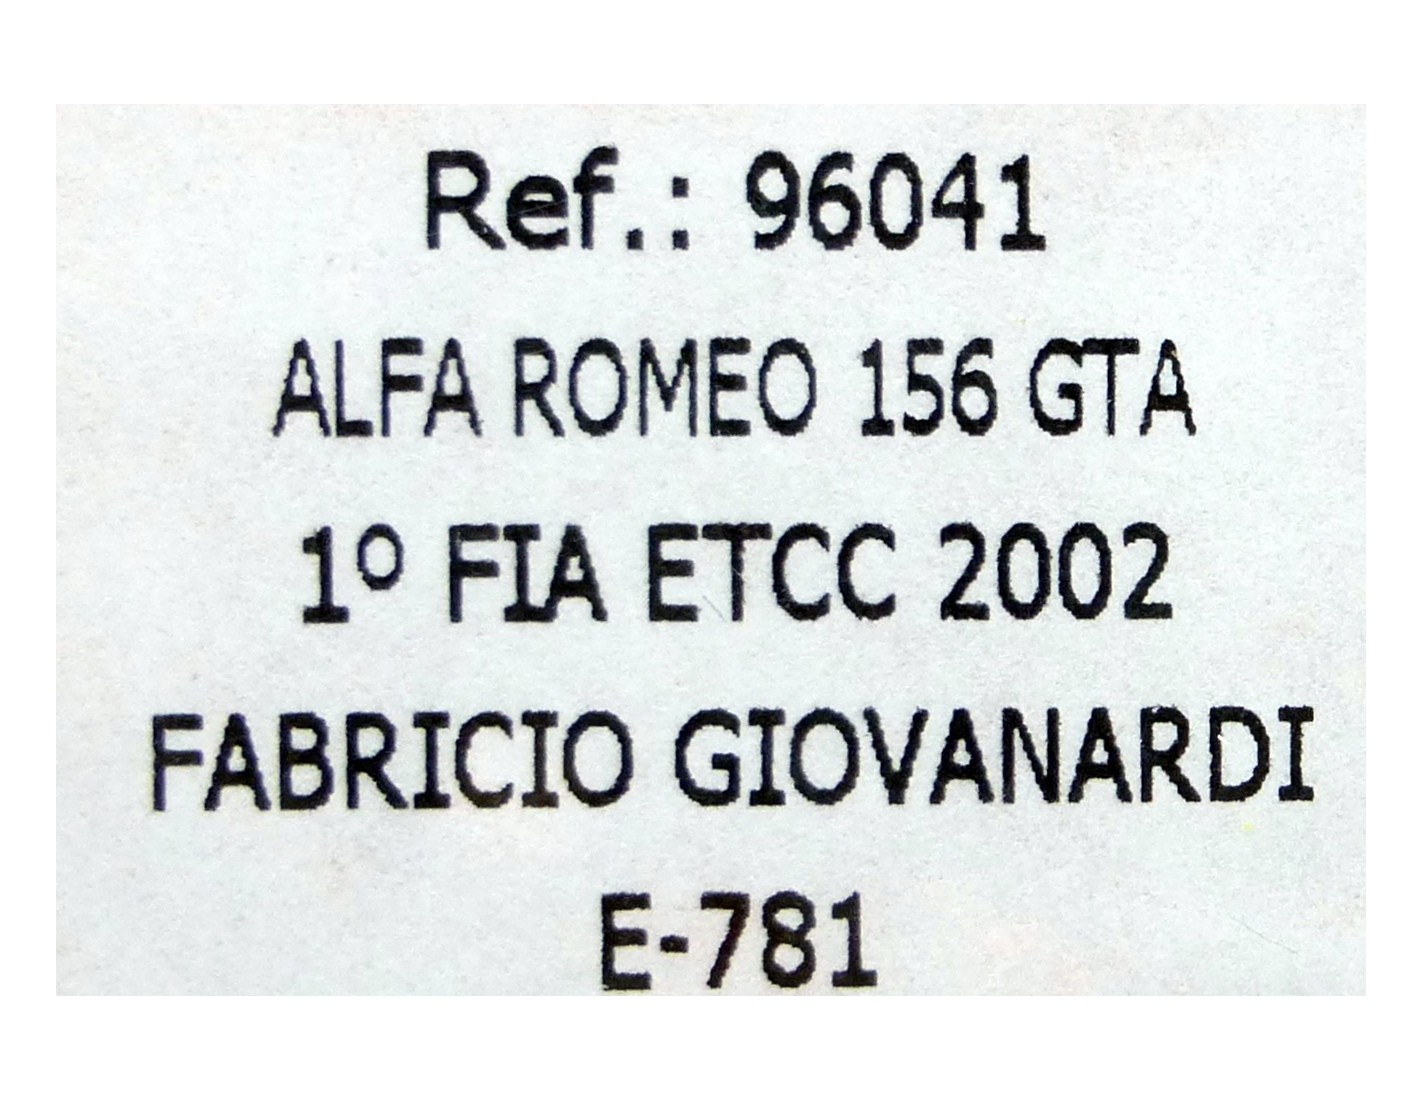 Ref.: 96041
ALFA ROMEO 156 GTA
1º FIA ETCC 2002
FABRICIO GIOVANARDI
E-781